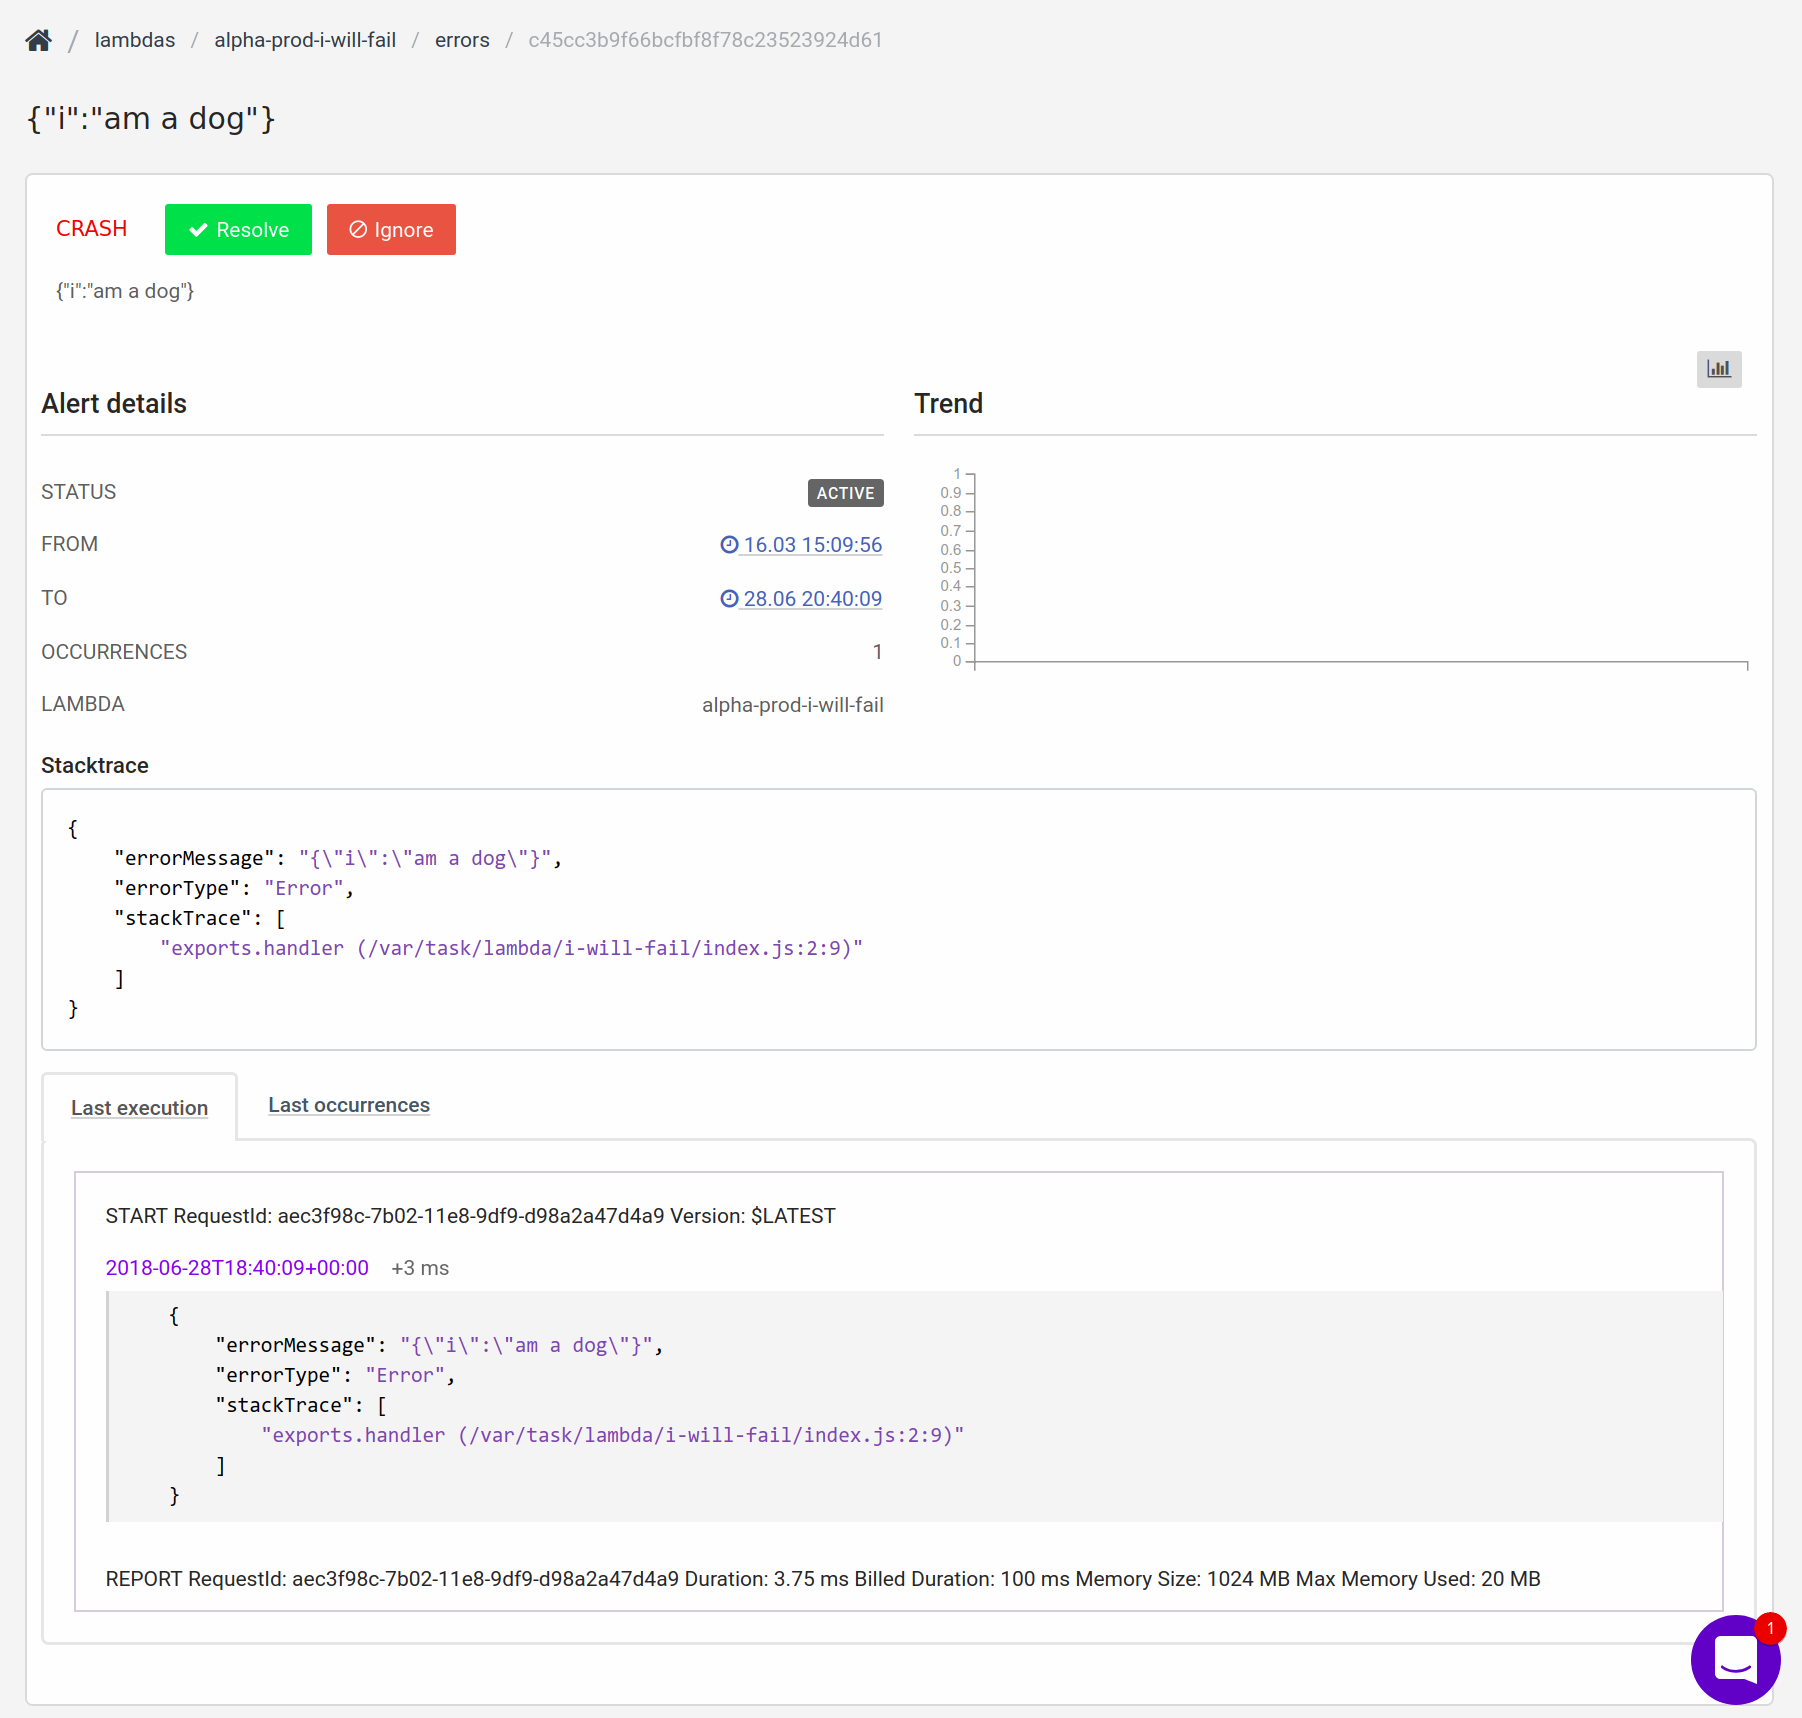 / lambdas / alpha-prod-i-will-fail / errors / c45cc3b9f66bcfbf8f78c23523924d61
{"i":"am a dog"}
CRASH Resolve Ignore
{"i":"am a dog"}
Alert details
STATUS ACTIVE
FROM 16.03 15:09:56
TO 28.06 20:40:09
OCCURRENCES 1
LAMBDA alpha-prod-i-will-fail
Trend
1
0.9
0.8
0.7
0.6
0.5
0.4
0.3
0.2
0.1
0
Stacktrace
{
    "errorMessage": "{\"i\":\"am a dog\"}",
    "errorType": "Error",
    "stackTrace": [
        "exports.handler (/var/task/lambda/i-will-fail/index.js:2:9)"
    ]
}
Last execution Last occurrences
START RequestId: aec3f98c-7b02-11e8-9df9-d98a2a47d4a9 Version: $LATEST
2018-06-28T18:40:09+00:00 +3 ms
{
    "errorMessage": "{\"i\":\"am a dog\"}",
    "errorType": "Error",
    "stackTrace": [
        "exports.handler (/var/task/lambda/i-will-fail/index.js:2:9)"
    ]
}
REPORT RequestId: aec3f98c-7b02-11e8-9df9-d98a2a47d4a9 Duration: 3.75 ms Billed Duration: 100 ms Memory Size: 1024 MB Max Memory Used: 20 MB
1